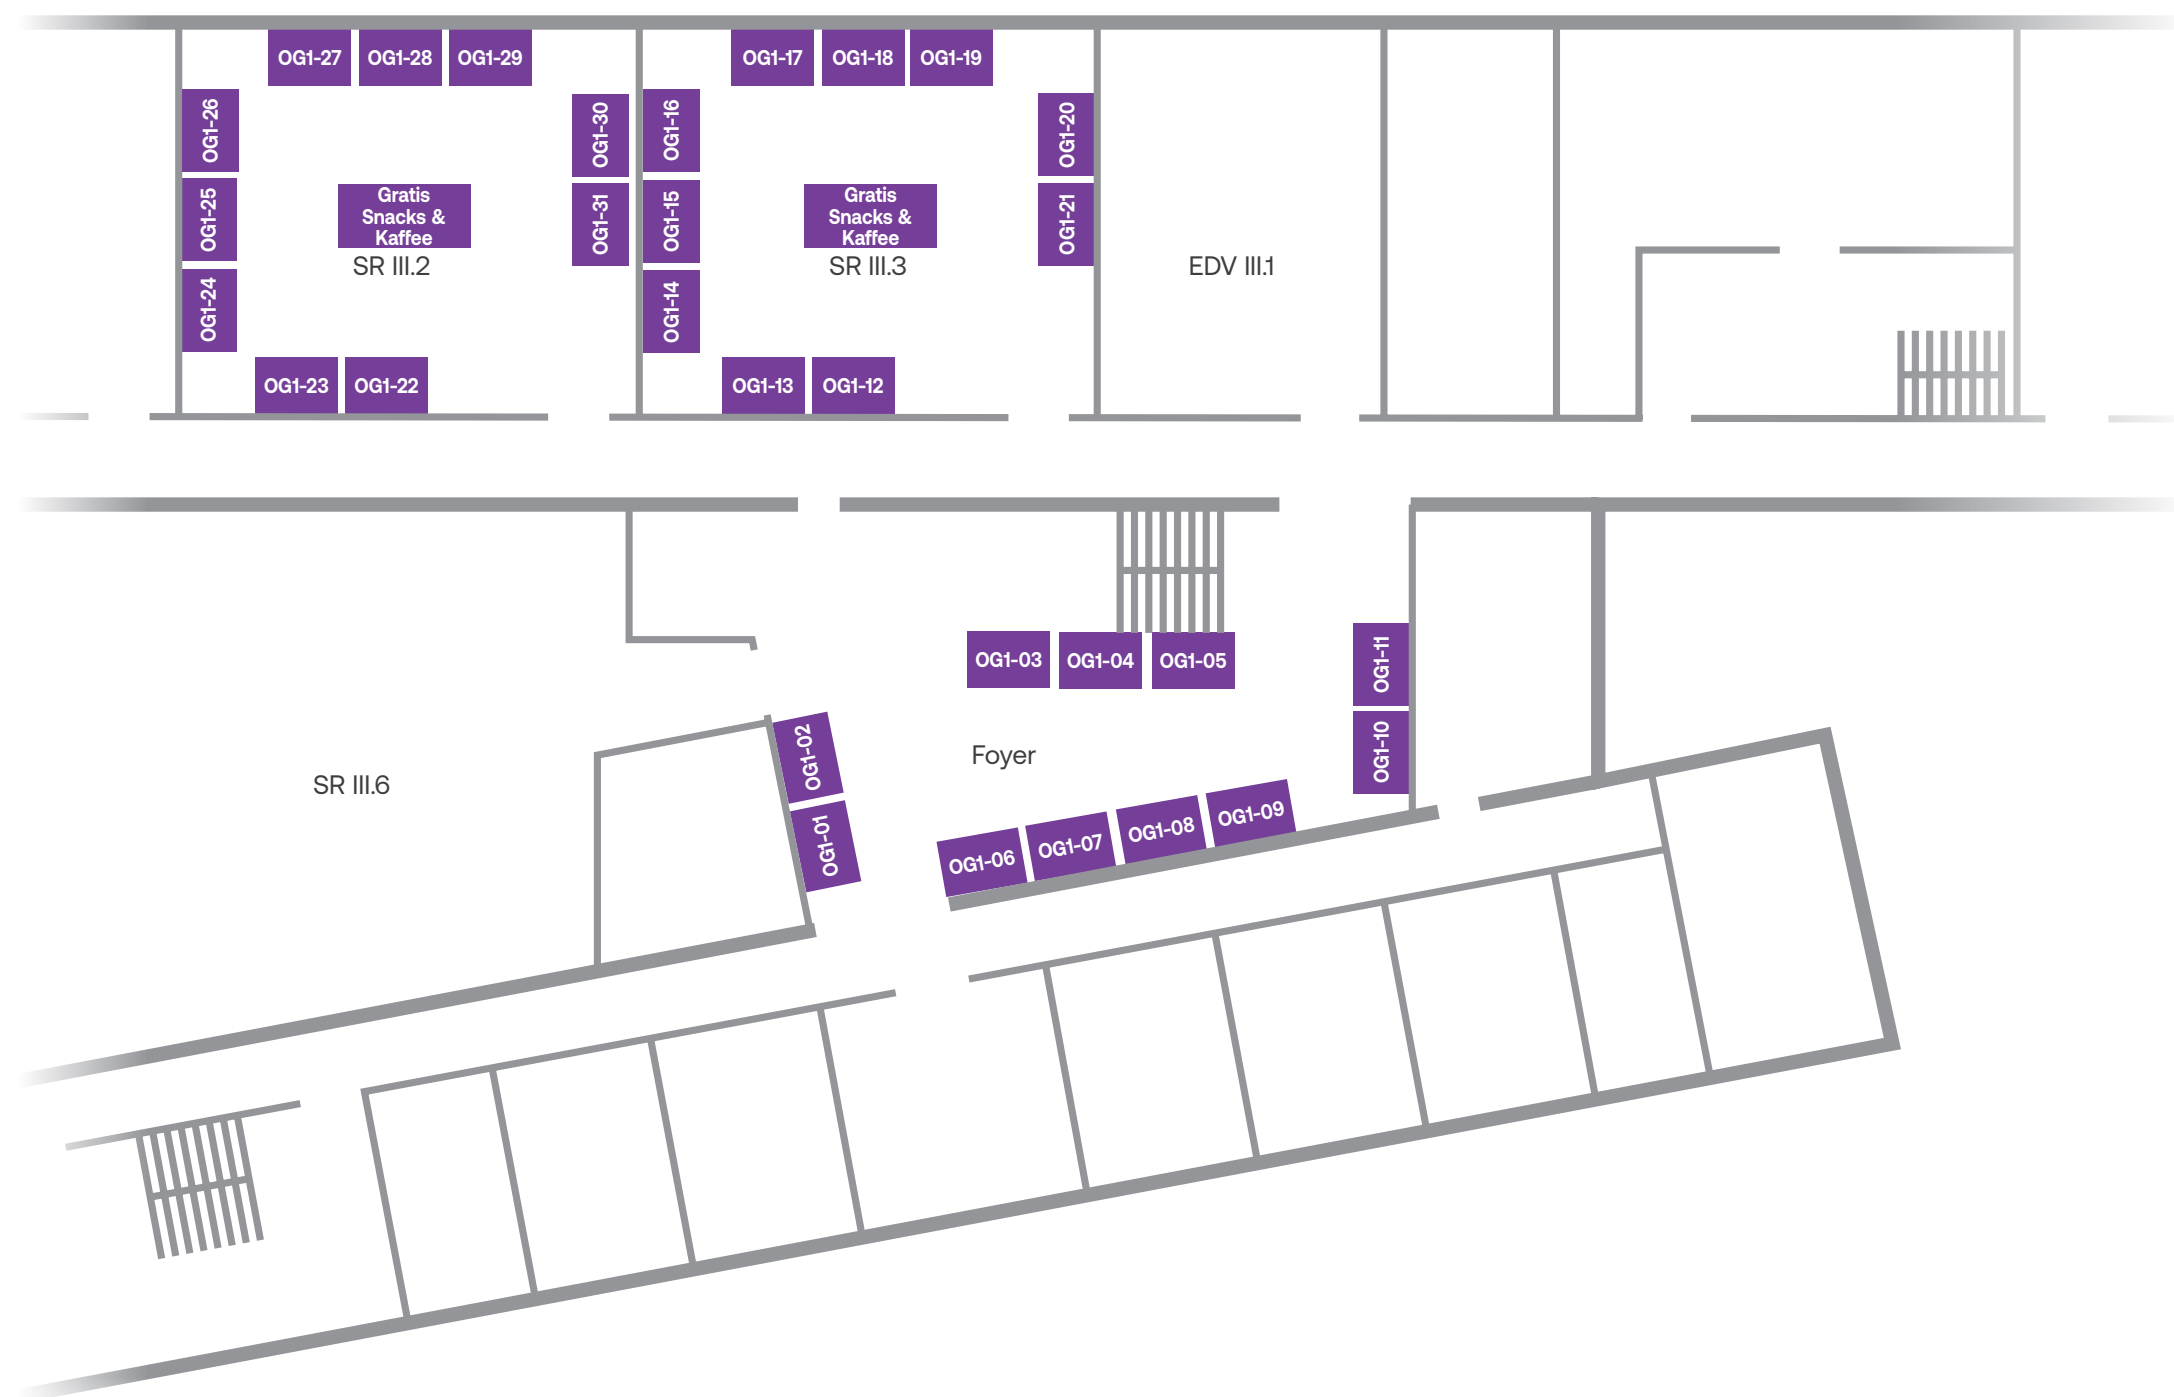 OG1-27
OG1-28
OG1-29
OG1-17
OG1-18
OG1-19
OG1-26
OG1-30
OG1-16
OG1-20
OG1-25
Gratis
Snacks &
Kaffee
OG1-31
OG1-15
Gratis
Snacks &
Kaffee
OG1-21
SR III.2
SR III.3
EDV III.1
OG1-24
OG1-14
OG1-23
OG1-22
OG1-13
OG1-12
OG1-03
OG1-04
OG1-05
OG1-11
OG1-02
Foyer
OG1-10
SR III.6
OG1-01
OG1-06
OG1-07
OG1-08
OG1-09